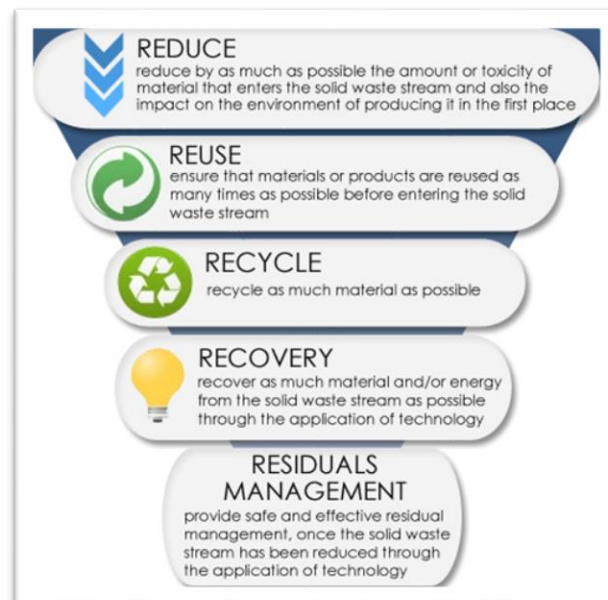 REDUCE
reduce by as much as possible the amount or toxicity of
material that enters the solid waste stream and also the
impact on the environment of producing it in the first place
REUSE
ensure that materials or products are reused as
many times as possible before entering the solid
waste stream
RECYCLE
recycle as much material as possible
RECOVERY
recover as much material and/or energy
from the solid waste stream as possible
through the application of technology
RESIDUALS
MANAGEMENT
provide safe and effective residual
management, once the solid waste
stream has been reduced through
the application of technology